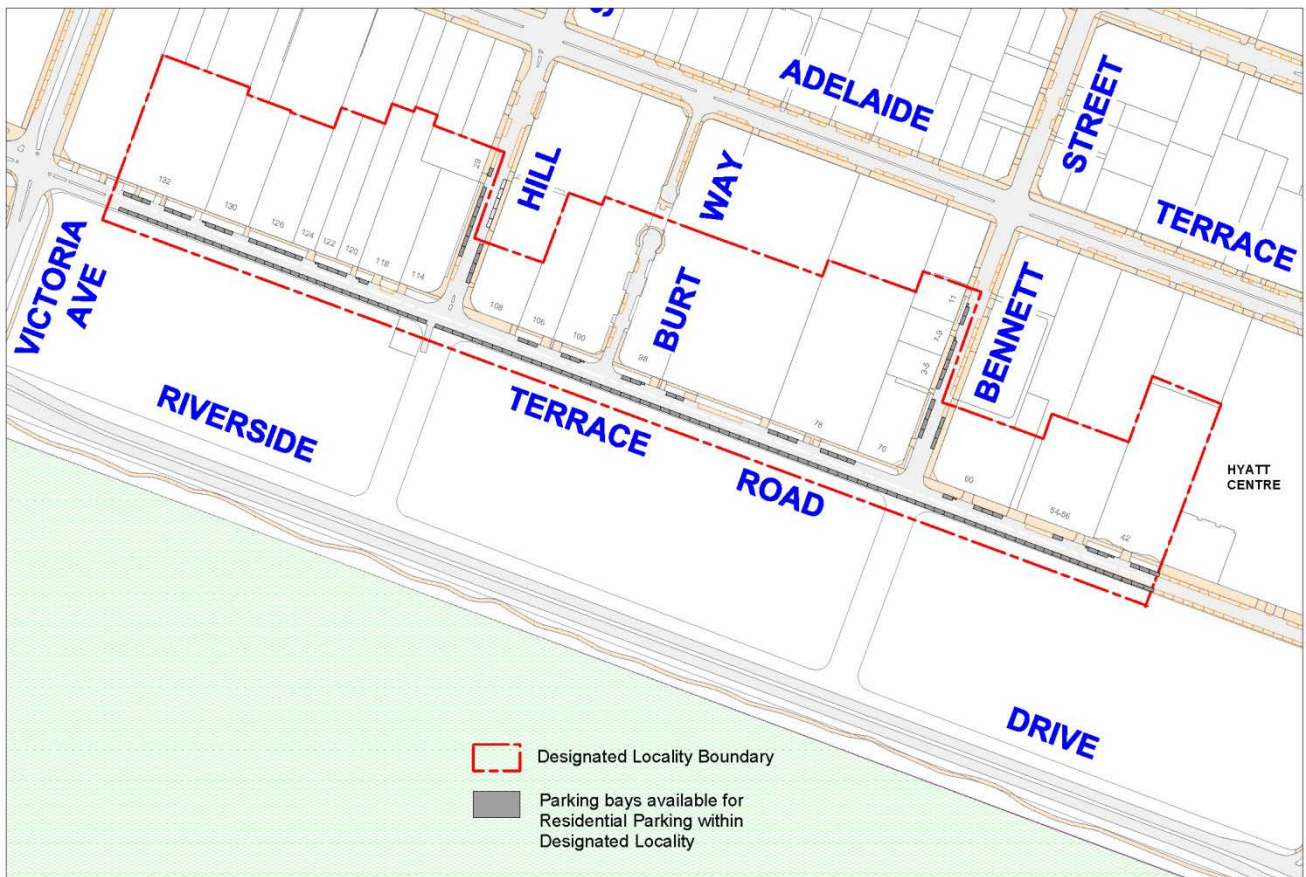 ADELAIDE
STREET
TERRACE
HILL
WAY
BURT
BENNETT
VICTORIA
AVE
RIVERSIDE
TERRACE
ROAD
DRIVE
HYATT
CENTRE
132
130
126
124
122
120
118
114
29
108
106
100
98
78
70
3-5
7-9
11
60
54-56
42
Designated Locality Boundary
Parking bays available for
Residential Parking within
Designated Locality